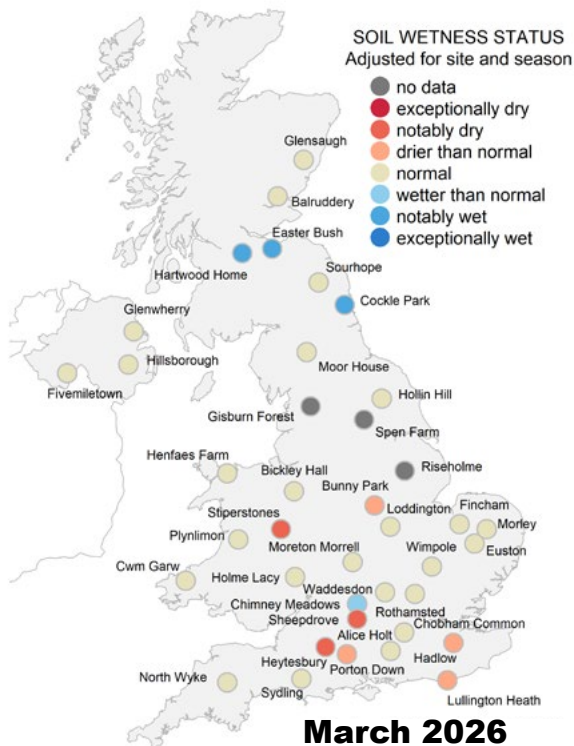 SOIL WETNESS STATUS
Adjusted for site and season
no data
exceptionally dry
notably dry
drier than normal
normal
wetter than normal
notably wet
exceptionally wet
Glensaugh
Balruddery
Easter Bush
Hartwood Home
Sourhope
Cockle Park
Glenwherry
Hillsborough
Moor House
Fivemiletown
Hollin Hill
Gisburn Forest
Spen Farm
Henfaes Farm
Bickley Hall
Riseholme
Bunny Park
Stiperstones
Loddington
Fincham
Morley
Plynlimon
Moreton Morrell
Wimpole
Euston
Cwm Garw
Holme Lacy
Waddesdon
Chimney Meadows
Rothamsted
Sheepdrove
Chobham Common
Alice Holt
Heytesbury
Hadlow
Porton Down
North Wyke
Sydling
Lullington Heath
March 2026